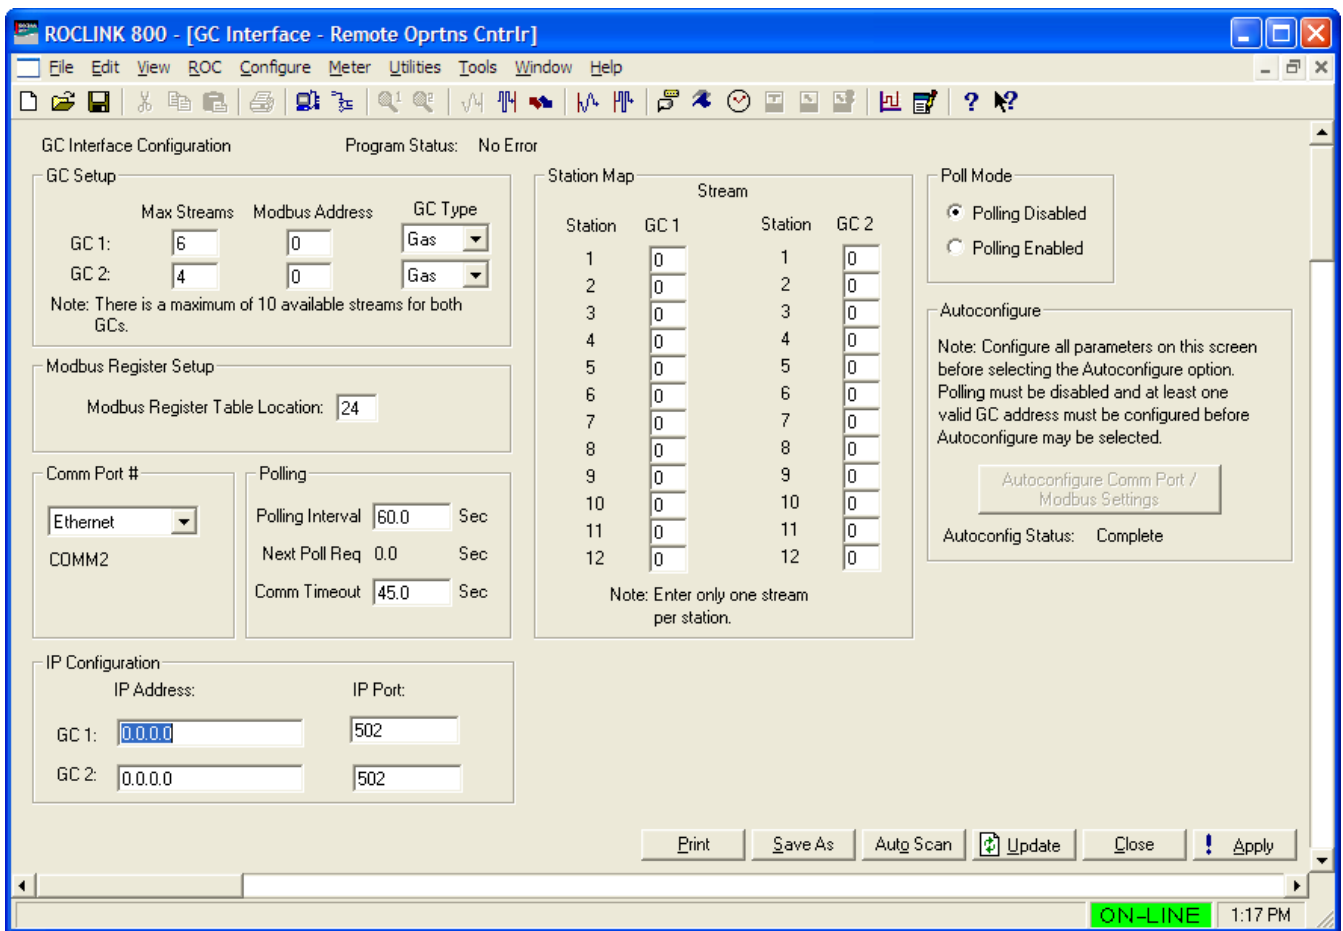 ROCLINK 800 - [GC Interface - Remote Oprtns Cntrlr]
File Edit View ROC Configure Meter Utilities Tools Window Help
GC Interface Configuration Program Status: No Error
GC Setup
Max Streams Modbus Address GC Type
GC 1: 6 0 Gas
GC 2: 4 0 Gas
Note: There is a maximum of 10 available streams for both
GCs.
Modbus Register Setup
Modbus Register Table Location: 24
Comm Port #
Ethernet
COMM2
Polling
Polling Interval 60.0 Sec
Next Poll Req 0.0 Sec
Comm Timeout 45.0 Sec
IP Configuration
IP Address: IP Port:
GC 1: 0.0.0.0 502
GC 2: 0.0.0.0 502
Station Map
Stream
Station GC 1 Station GC 2
1 0 1 0
2 0 2 0
3 0 3 0
4 0 4 0
5 0 5 0
6 0 6 0
7 0 7 0
8 0 8 0
9 0 9 0
10 0 10 0
11 0 11 0
12 0 12 0
Note: Enter only one stream
per station.
Poll Mode
Polling Disabled
Polling Enabled
Autoconfigure
Note: Configure all parameters on this screen
before selecting the Autoconfigure option.
Polling must be disabled and at least one
valid GC address must be configured before
Autoconfigure may be selected.
Autoconfigure Comm Port /
Modbus Settings
Autoconfig Status: Complete
Print Save As Auto Scan Update Close ! Apply
ON-LINE 1:17 PM